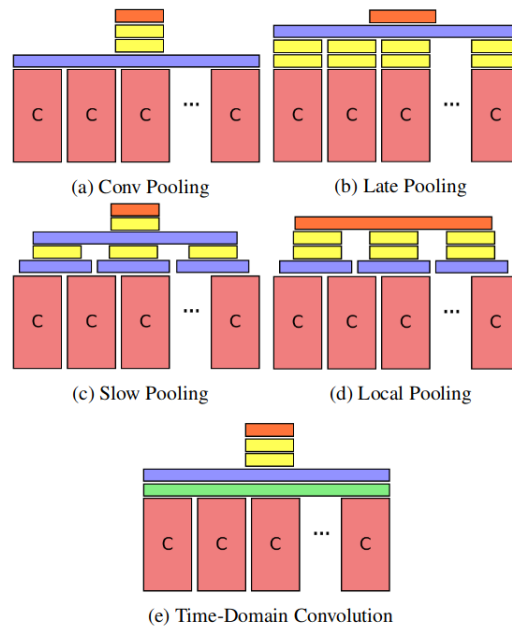 C C C ... C
C C C ... C
(a) Conv Pooling
(b) Late Pooling
C C C ... C
C C C ... C
(c) Slow Pooling
(d) Local Pooling
C C C ... C
(e) Time-Domain Convolution